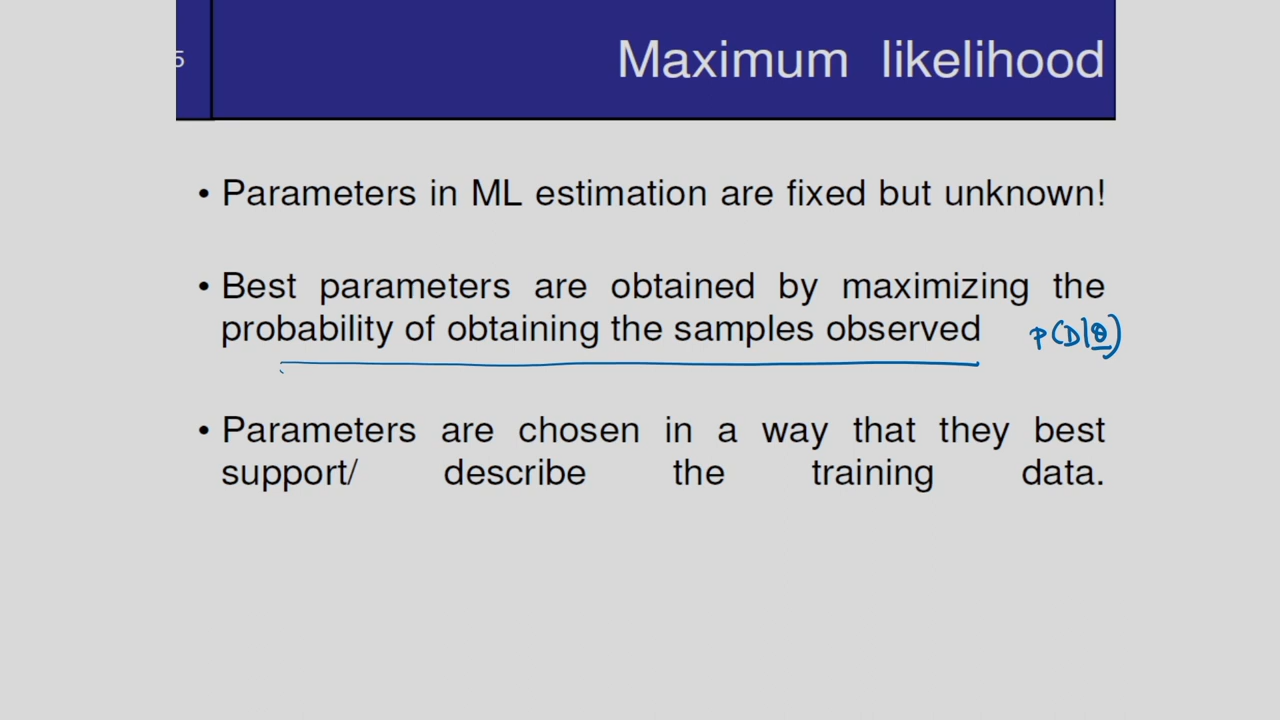 5
Maximum likelihood
• Parameters in ML estimation are fixed but unknown!
• Best parameters are obtained by maximizing the
probability of obtaining the samples observed P(D|θ)
• Parameters are chosen in a way that they best
support/ describe the training data.